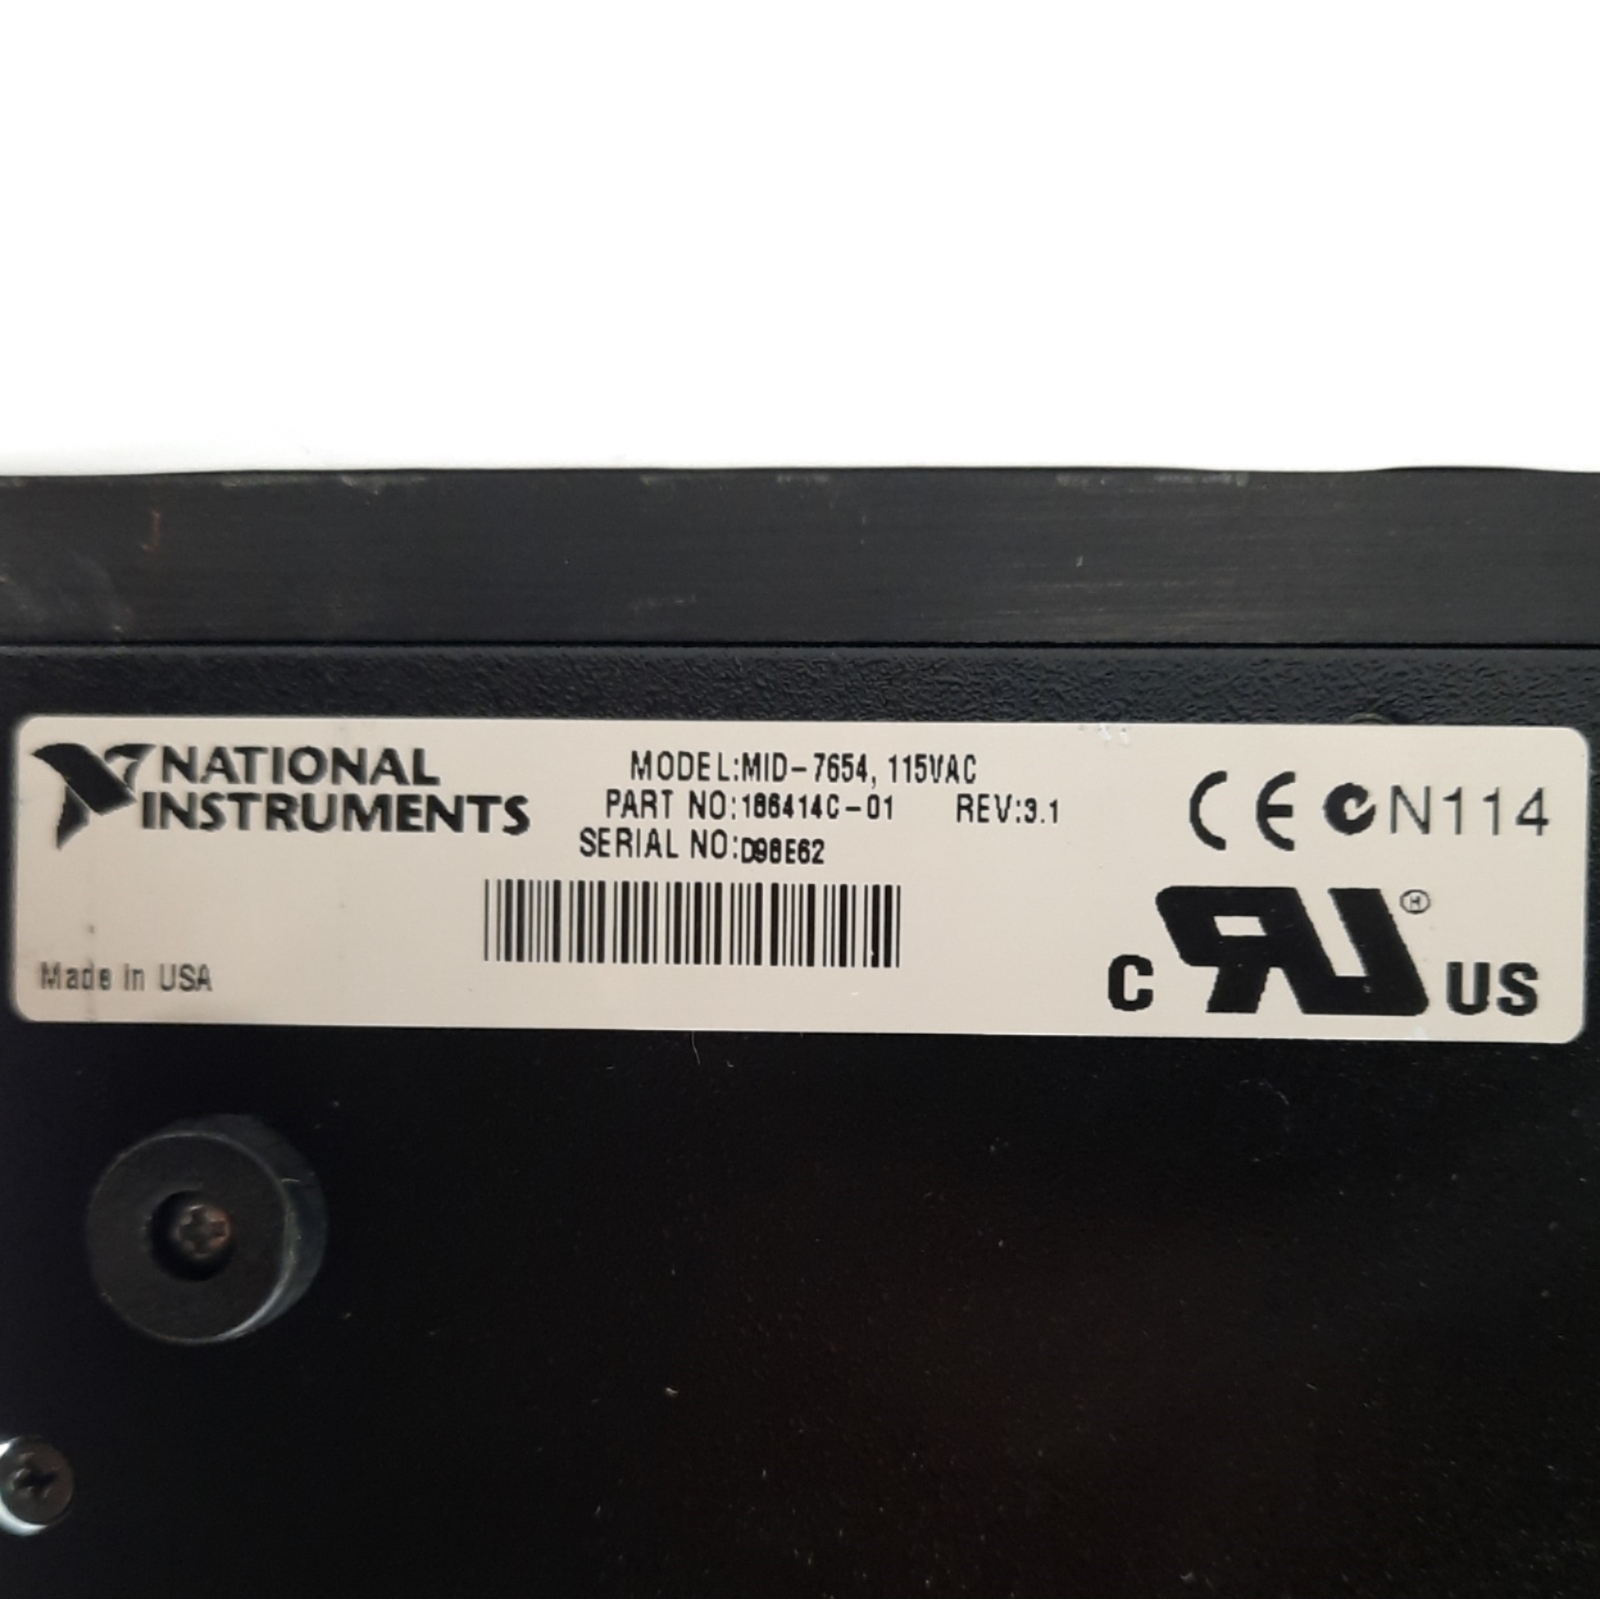 NATIONAL
INSTRUMENTS
MODEL:MID-7654, 115VAC
PART NO:186414C-01 REV:3.1
SERIAL NO:D98E62
Made in USA
CE N114
C RU ® US